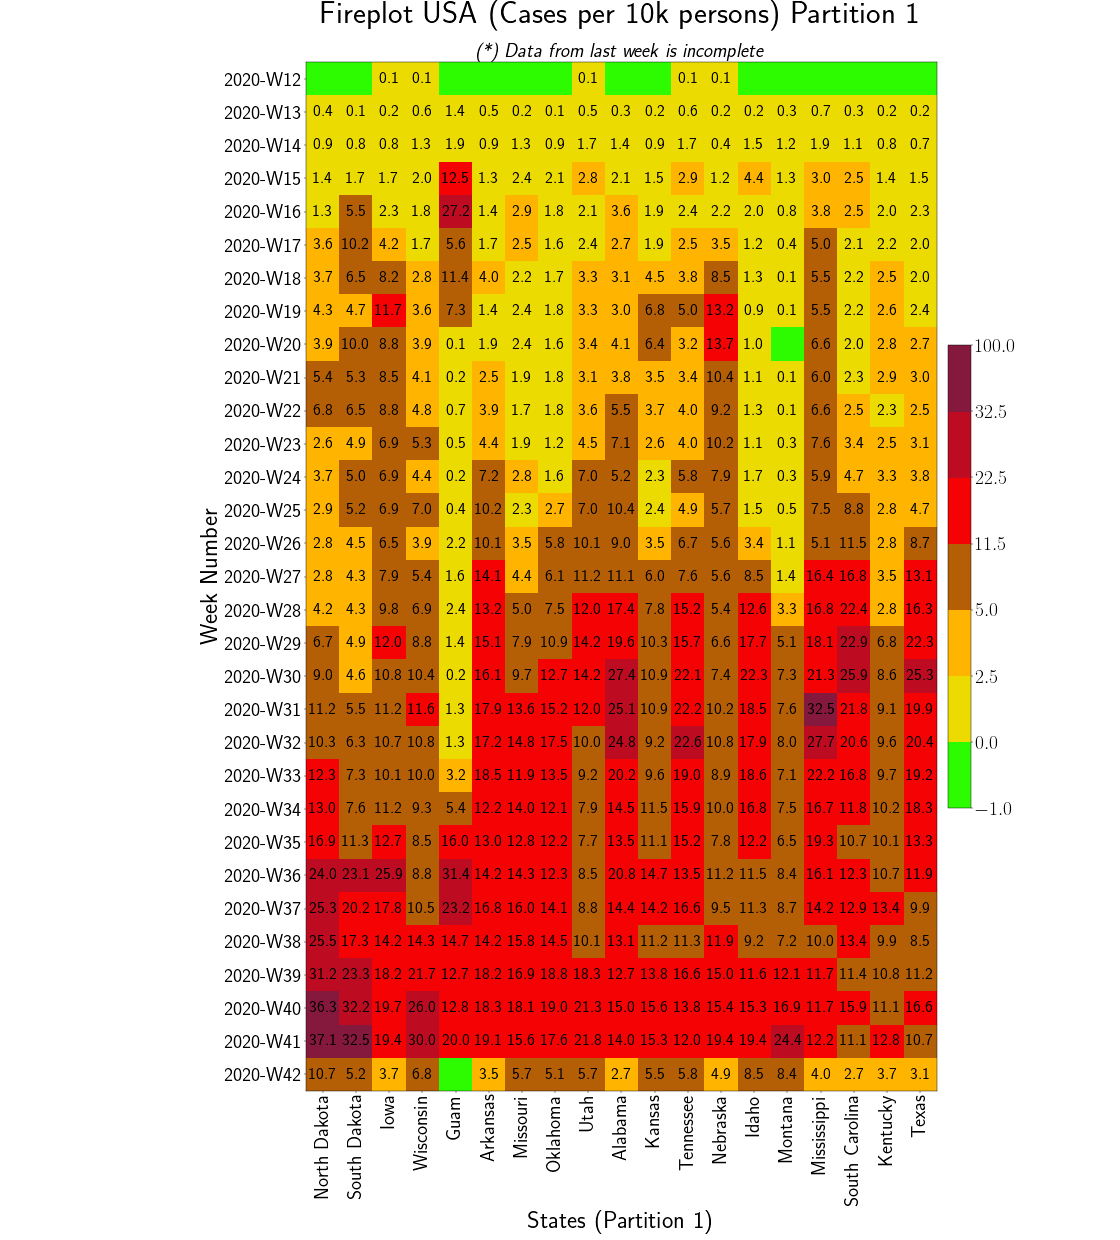 Fireplot USA (Cases per 10k persons) Partition 1
(*) Data from last week is incomplete
2020-W12 0.1 0.1 0.1 0.1 0.1
2020-W13 0.4 0.1 0.2 0.6 1.4 0.5 0.2 0.1 0.5 0.3 0.2 0.6 0.2 0.2 0.3 0.7 0.3 0.2 0.2
2020-W14 0.9 0.8 0.8 1.3 1.9 0.9 1.3 0.9 1.7 1.4 0.9 1.7 0.4 1.5 1.2 1.9 1.1 0.8 0.7
2020-W15 1.4 1.7 1.7 2.0 12.5 1.3 2.4 2.1 2.8 2.1 1.5 2.9 1.2 4.4 1.3 3.0 2.5 1.4 1.5
2020-W16 1.3 5.5 2.3 1.8 27.2 1.4 2.9 1.8 2.1 3.6 1.9 2.4 2.2 2.0 0.8 3.8 2.5 2.0 2.3
2020-W17 3.6 10.2 4.2 1.7 5.6 1.7 2.5 1.6 2.4 2.7 1.9 2.5 3.5 1.2 0.4 5.0 2.1 2.2 2.0
2020-W18 3.7 6.5 8.2 2.8 11.4 4.0 2.2 1.7 3.3 3.1 4.5 3.8 8.5 1.3 0.1 5.5 2.2 2.5 2.0
2020-W19 4.3 4.7 11.7 3.6 7.3 1.4 2.4 1.8 3.3 3.0 6.8 5.0 13.2 0.9 0.1 5.5 2.2 2.6 2.4
2020-W20 3.9 10.0 8.8 3.9 0.1 1.9 2.4 1.6 3.4 4.1 6.4 3.2 13.7 1.0 6.6 2.0 2.8 2.7
2020-W21 5.4 5.3 8.5 4.1 0.2 2.5 1.9 1.8 3.1 3.8 3.5 3.4 10.4 1.1 0.1 6.0 2.3 2.9 3.0
2020-W22 6.8 6.5 8.8 4.8 0.7 3.9 1.7 1.8 3.6 5.5 3.7 4.0 9.2 1.3 0.1 6.6 2.5 2.3 2.5
2020-W23 2.6 4.9 6.9 5.3 0.5 4.4 1.9 1.2 4.5 7.1 2.6 4.0 10.2 1.1 0.3 7.6 3.4 2.5 3.1
2020-W24 3.7 5.0 6.9 4.4 0.2 7.2 2.8 1.6 7.0 5.2 2.3 5.8 7.9 1.7 0.3 5.9 4.7 3.3 3.8
2020-W25 2.9 5.2 6.9 7.0 0.4 10.2 2.3 2.7 7.0 10.4 2.4 4.9 5.7 1.5 0.5 7.5 8.8 2.8 4.7
2020-W26 2.8 4.5 6.5 3.9 2.2 10.1 3.5 5.8 10.1 9.0 3.5 6.7 5.6 3.4 1.1 5.1 11.5 2.8 8.7
2020-W27 2.8 4.3 7.9 5.4 1.6 14.1 4.4 6.1 11.2 11.1 6.0 7.6 5.6 8.5 1.4 16.4 16.8 3.5 13.1
2020-W28 4.2 4.3 9.8 6.9 2.4 13.2 5.0 7.5 12.0 17.4 7.8 15.2 5.4 12.6 3.3 16.8 22.4 2.8 16.3
2020-W29 6.7 4.9 12.0 8.8 1.4 15.1 7.9 10.9 14.2 19.6 10.3 15.7 6.6 17.7 5.1 18.1 22.9 6.8 22.3
2020-W30 9.0 4.6 10.8 10.4 0.2 16.1 9.7 12.7 14.2 27.4 10.9 22.1 7.4 22.3 7.3 21.3 25.9 8.6 25.3
2020-W31 11.2 5.5 11.2 11.6 1.3 17.9 13.6 15.2 12.0 25.1 10.9 22.2 10.2 18.5 7.6 32.5 21.8 9.1 19.9
2020-W32 10.3 6.3 10.7 10.8 1.3 17.2 14.8 17.5 10.0 24.8 9.2 22.6 10.8 17.9 8.0 27.7 20.6 9.6 20.4
2020-W33 12.3 7.3 10.1 10.0 3.2 18.5 11.9 13.5 9.2 20.2 9.6 19.0 8.9 18.6 7.1 22.2 16.8 9.7 19.2
2020-W34 13.0 7.6 11.2 9.3 5.4 12.2 14.0 12.1 7.9 14.5 11.5 15.9 10.0 16.8 7.5 16.7 11.8 10.2 18.3
2020-W35 16.9 11.3 12.7 8.5 16.0 13.0 12.8 12.2 7.7 13.5 11.1 15.2 7.8 12.2 6.5 19.3 10.7 10.1 13.3
2020-W36 24.0 23.1 25.9 8.8 31.4 14.2 14.3 12.3 8.5 20.8 14.7 13.5 11.2 11.5 8.4 16.1 12.3 10.7 11.9
2020-W37 25.3 20.2 17.8 10.5 23.2 16.8 16.0 14.1 8.8 14.4 14.2 16.6 9.5 11.3 8.7 14.2 12.9 13.4 9.9
2020-W38 25.5 17.3 14.2 14.3 14.7 14.2 15.8 14.5 10.1 13.1 11.2 11.3 11.9 9.2 7.2 10.0 13.4 9.9 8.5
2020-W39 31.2 23.3 18.2 21.7 12.7 18.2 16.9 18.8 18.3 12.7 13.8 16.6 15.0 11.6 12.1 11.7 11.4 10.8 11.2
2020-W40 36.3 32.2 19.7 26.0 12.8 18.3 18.1 19.0 21.3 15.0 15.6 13.8 15.4 15.3 16.9 11.7 15.9 11.1 16.6
2020-W41 37.1 32.5 19.4 30.0 20.0 19.1 15.6 17.6 21.8 14.0 15.3 12.0 19.4 19.4 24.4 12.2 11.1 12.8 10.7
2020-W42 10.7 5.2 3.7 6.8 3.5 5.7 5.1 5.7 2.7 5.5 5.8 4.9 8.5 8.4 4.0 2.7 3.7 3.1
Week Number
North Dakota
South Dakota
Iowa
Wisconsin
Guam
Arkansas
Missouri
Oklahoma
Utah
Alabama
Kansas
Tennessee
Nebraska
Idaho
Montana
Mississippi
South Carolina
Kentucky
Texas
States (Partition 1)
100.0
32.5
22.5
11.5
5.0
2.5
0.0
−1.0